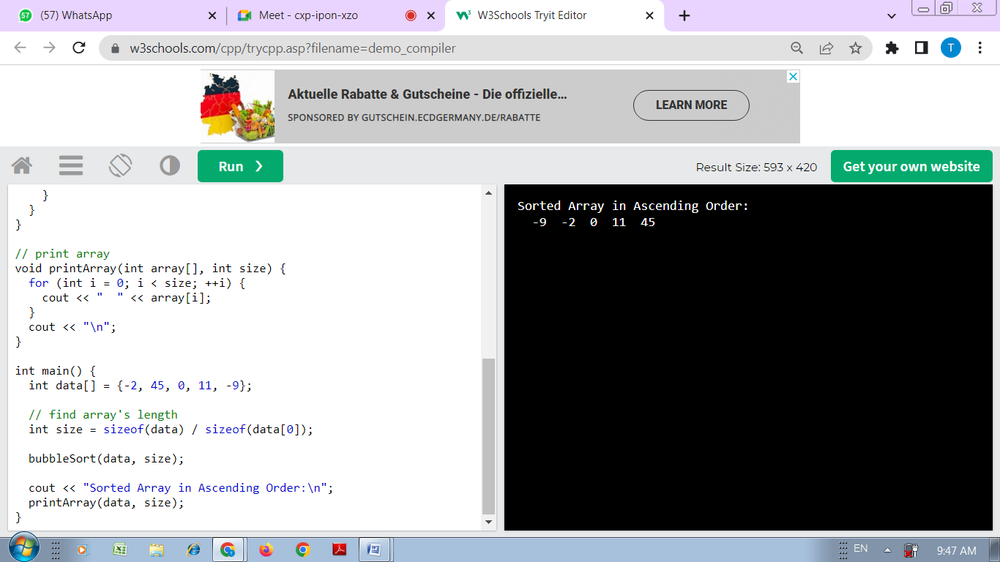 57 (57) WhatsApp
Meet - cxp-ipon-xzo
W3Schools Tryit Editor
w3schools.com/cpp/trycpp.asp?filename=demo_compiler
T
Aktuelle Rabatte & Gutscheine - Die offizielle...
SPONSORED BY GUTSCHEIN.ECDGERMANY.DE/RABATTE
LEARN MORE
Run ❯
Result Size: 593 x 420
Get your own website
    }
  }
}
// print array
void printArray(int array[], int size) {
  for (int i = 0; i < size; ++i) {
    cout << "  " << array[i];
  }
  cout << "\n";
}
int main() {
  int data[] = {-2, 45, 0, 11, -9};
  // find array's length
  int size = sizeof(data) / sizeof(data[0]);
  bubbleSort(data, size);
  cout << "Sorted Array in Ascending Order:\n";
  printArray(data, size);
}
Sorted Array in Ascending Order:
  -9  -2  0  11  45
EN
9:47 AM